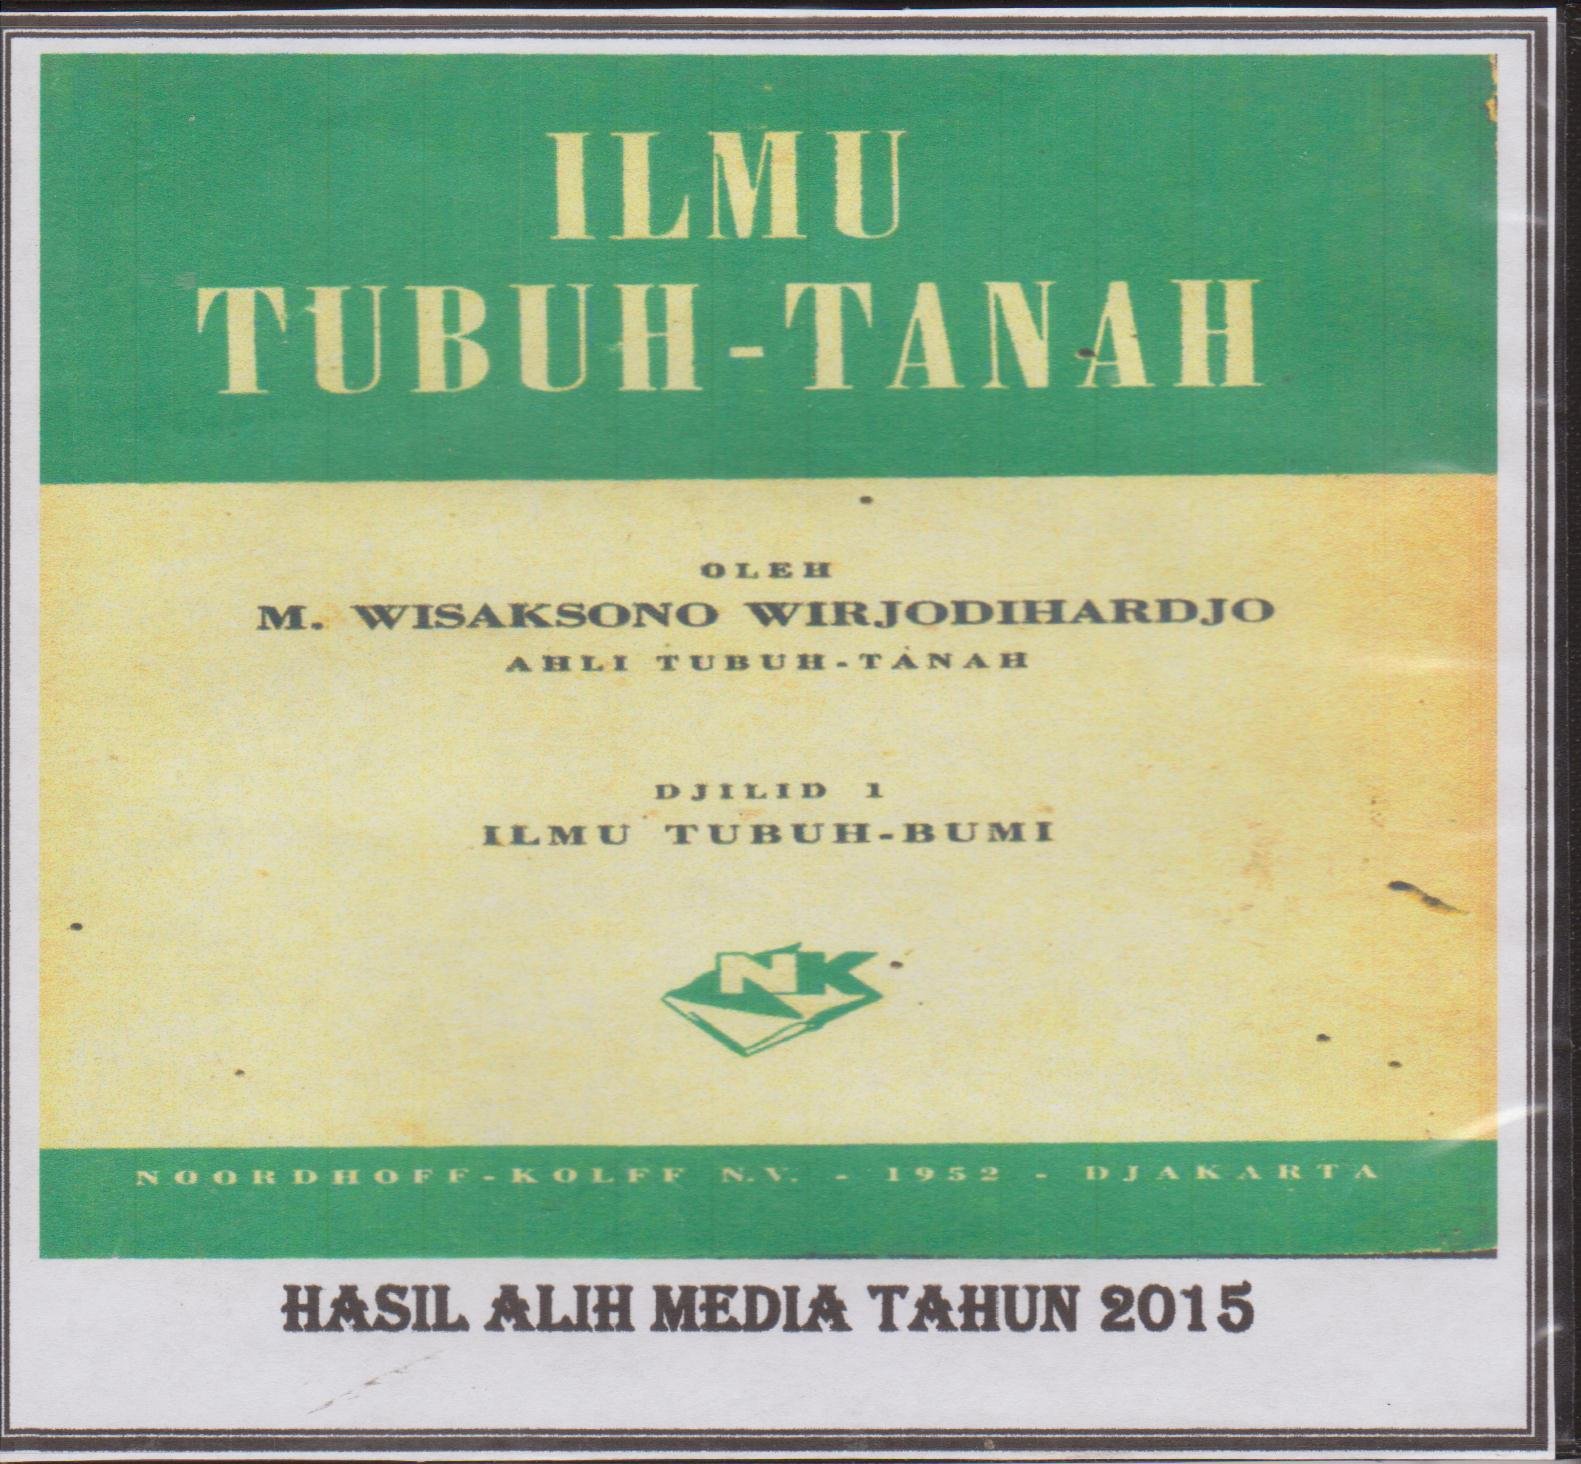 ILMU
TUBUH-TANAH
OLEH
M. WISAKSONO WIRJODIHARDJO
AHLI TUBUH-TANAH
DJILID 1
ILMU TUBUH-BUMI
NK
NOORDHOFF-KOLFF N.V. - 1952 - DJAKARTA
HASIL ALIH MEDIA TAHUN 2015